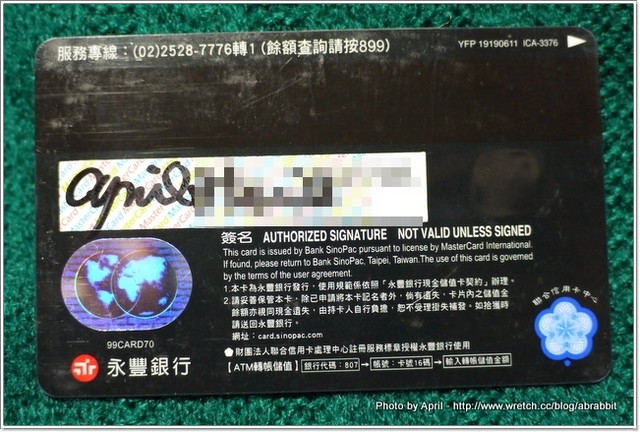 服務專線：(02)2528-7776轉1 (餘額查詢請按899)
YFP 19190611 ICA-3376
April
簽名 AUTHORIZED SIGNATURE NOT VALID UNLESS SIGNED
This card is issued by Bank SinoPac pursuant to license by MasterCard International.
If found, please return to Bank SinoPac, Taipei, Taiwan.The use of this card is governed
by the terms of the user agreement.
1.本卡為永豐銀行發行，使用規範係依照「永豐銀行現金儲值卡契約」辦理。
2.請妥善保管本卡，除已申請將本卡記名者外，倘有遺失，卡片內之儲值金
餘額亦視同現金遺失，由持卡人自行負擔，恕不受理掛失補發。如拾獲時
請送回永豐銀行。
網址：card.sinopac.com
聯合信用卡中心
99CARD70
永豐銀行
財團法人聯合信用卡處理中心註冊服務標章授權永豐銀行使用
【ATM轉帳儲值】 銀行代碼：807 帳號：卡號16碼 輸入轉帳儲值金額
Photo by April - http://www.wretch.cc/blog/abrabbit